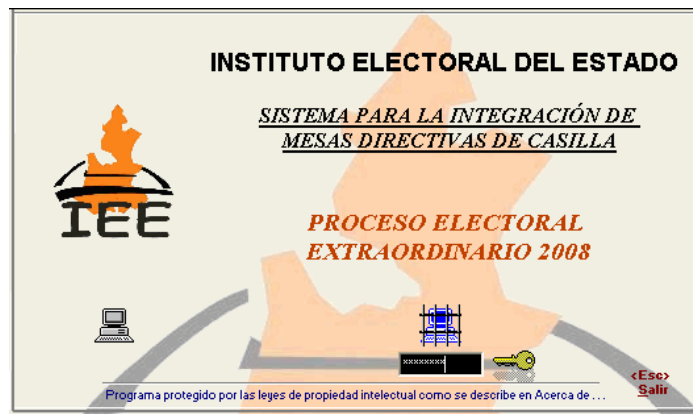 INSTITUTO ELECTORAL DEL ESTADO
SISTEMA PARA LA INTEGRACIÓN DE
MESAS DIRECTIVAS DE CASILLA
IEE
PROCESO ELECTORAL
EXTRAORDINARIO 2008
×××××××××
<Esc>
Salir
Programa protegido por las leyes de propiedad intelectual como se describe en Acerca de . . .